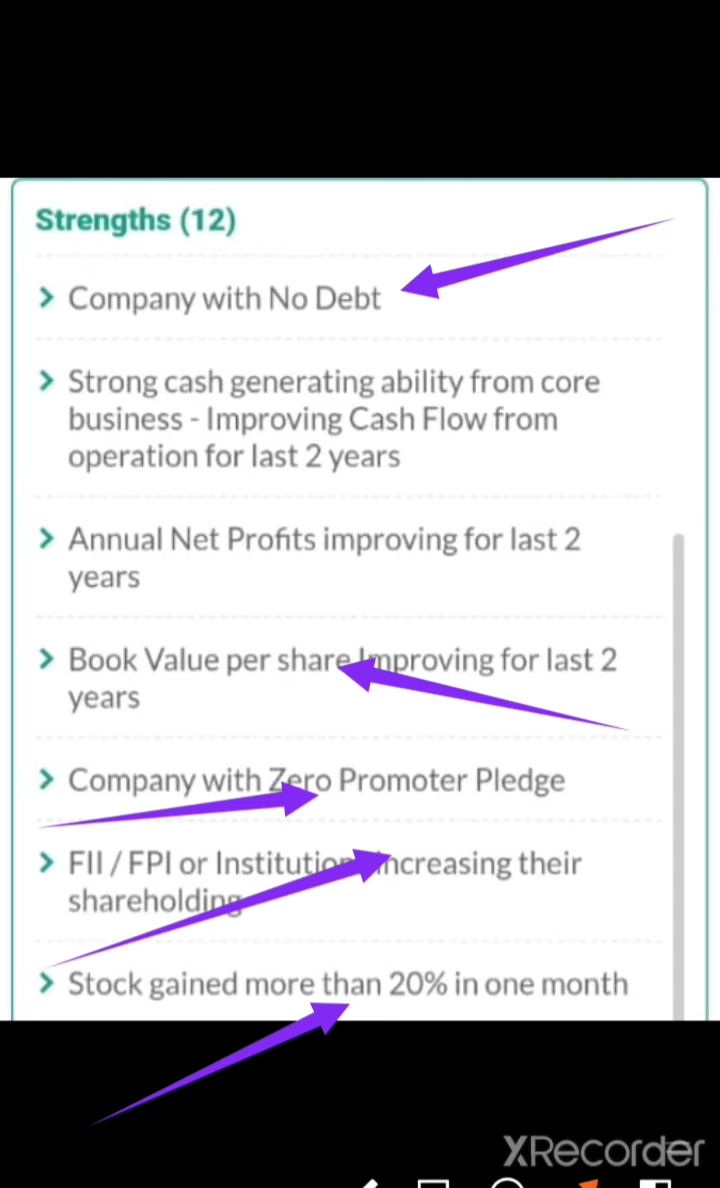 Strengths (12)
Company with No Debt
Strong cash generating ability from core
business - Improving Cash Flow from
operation for last 2 years
Annual Net Profits improving for last 2
years
Book Value per share Improving for last 2
years
Company with Zero Promoter Pledge
FII / FPI or Institutions increasing their
shareholding
Stock gained more than 20% in one month
XRecorder